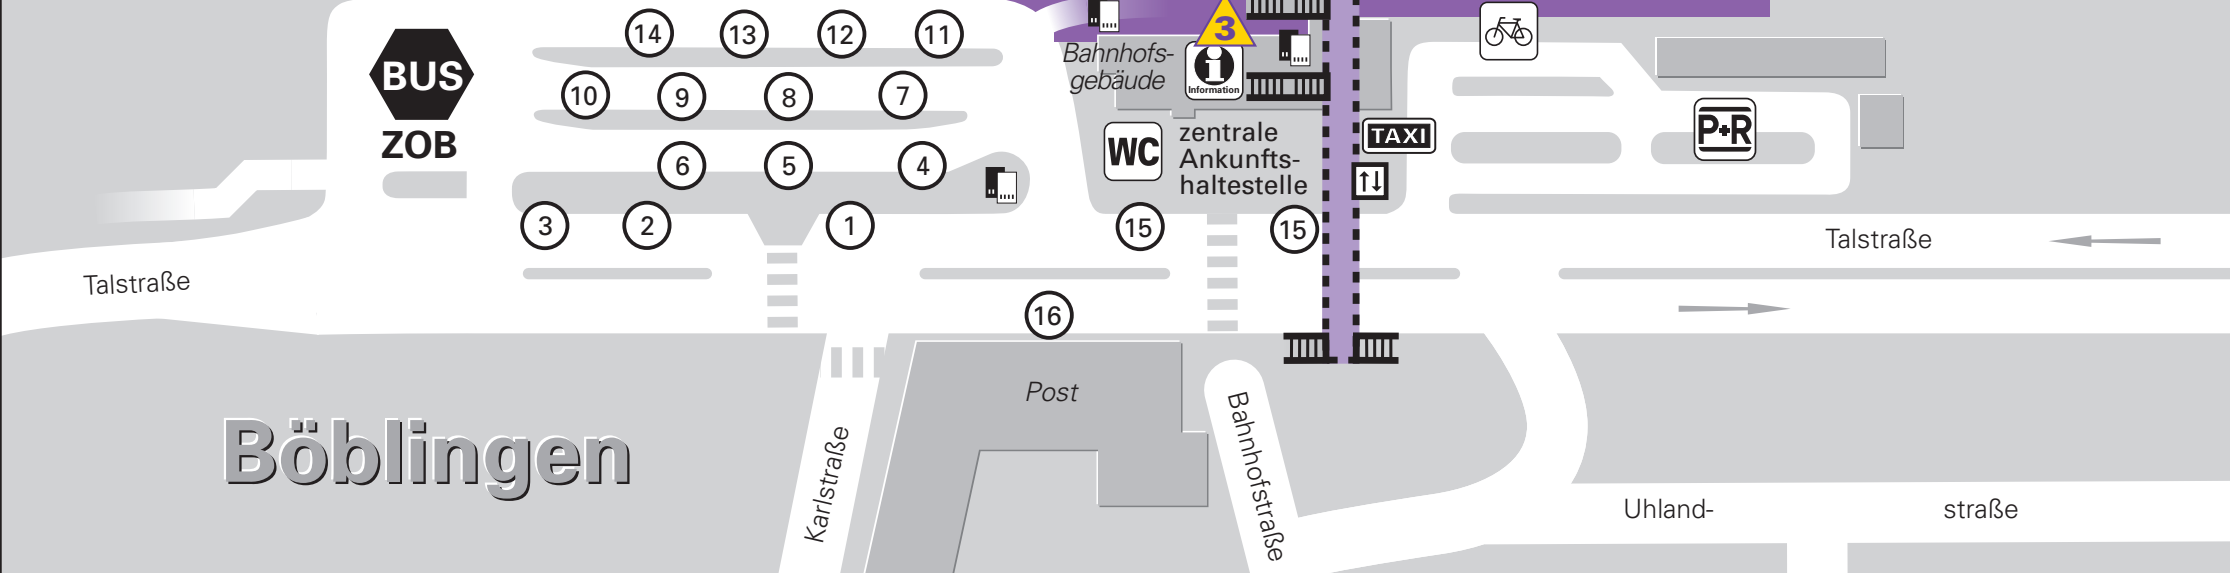 14 13 12 11
3
BUS
ZOB
Bahnhofs-
gebäude
i
Information
10 9 8 7
WC
zentrale
Ankunfts-
haltestelle
TAXI
P+R
6 5 4
3 2 1
15 15
Talstraße
Talstraße
16
Post
Böblingen
Karlstraße
Bahnhofstraße
Uhland-
straße